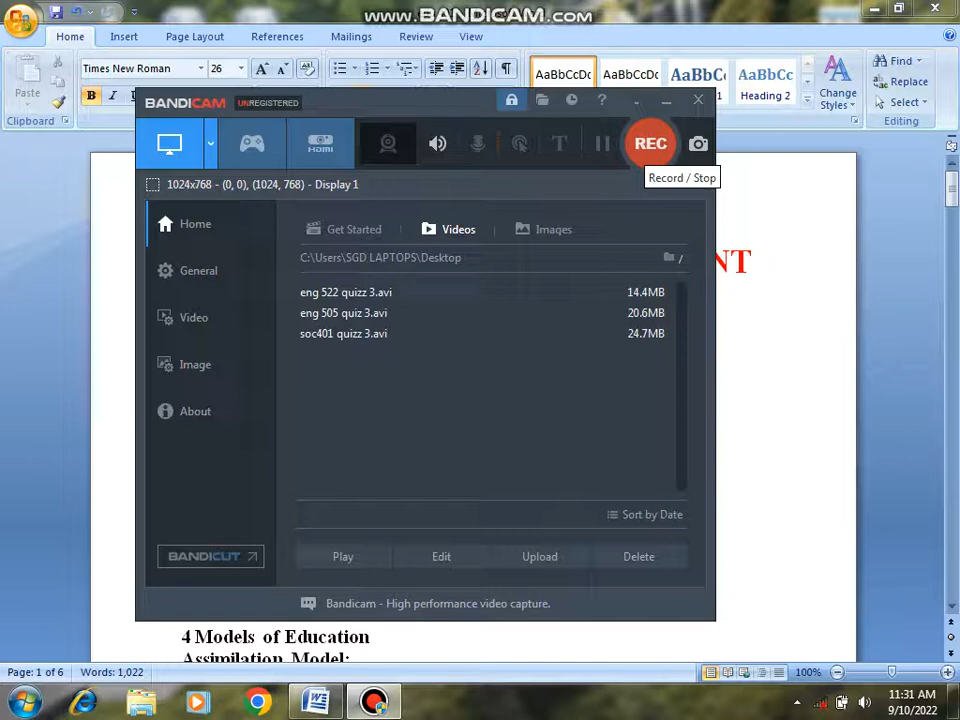 www.BANDICAM.com
Home Insert Page Layout References Mailings Review View
Paste
Clipboard
Times New Roman 26
B I
AaBbCcDc AaBbCcDc AaBbC AaBbCc
Heading 2
Change Styles
Find
Replace
Select
Editing
BANDICAM UNREGISTERED
HDMI
REC
Record / Stop
1024x768 - (0, 0), (1024, 768) - Display 1
Home
General
Video
Image
About
BANDICUT
Get Started Videos Images
C:\Users\SGD LAPTOPS\Desktop
eng 522 quizz 3.avi 14.4MB
eng 505 quiz 3.avi 20.6MB
soc401 quizz 3.avi 24.7MB
Sort by Date
Play Edit Upload Delete
Bandicam - High performance video capture.
NT
4 Models of Education
Assimilation Model:
Page: 1 of 6 Words: 1,022 100%
11:31 AM
9/10/2022